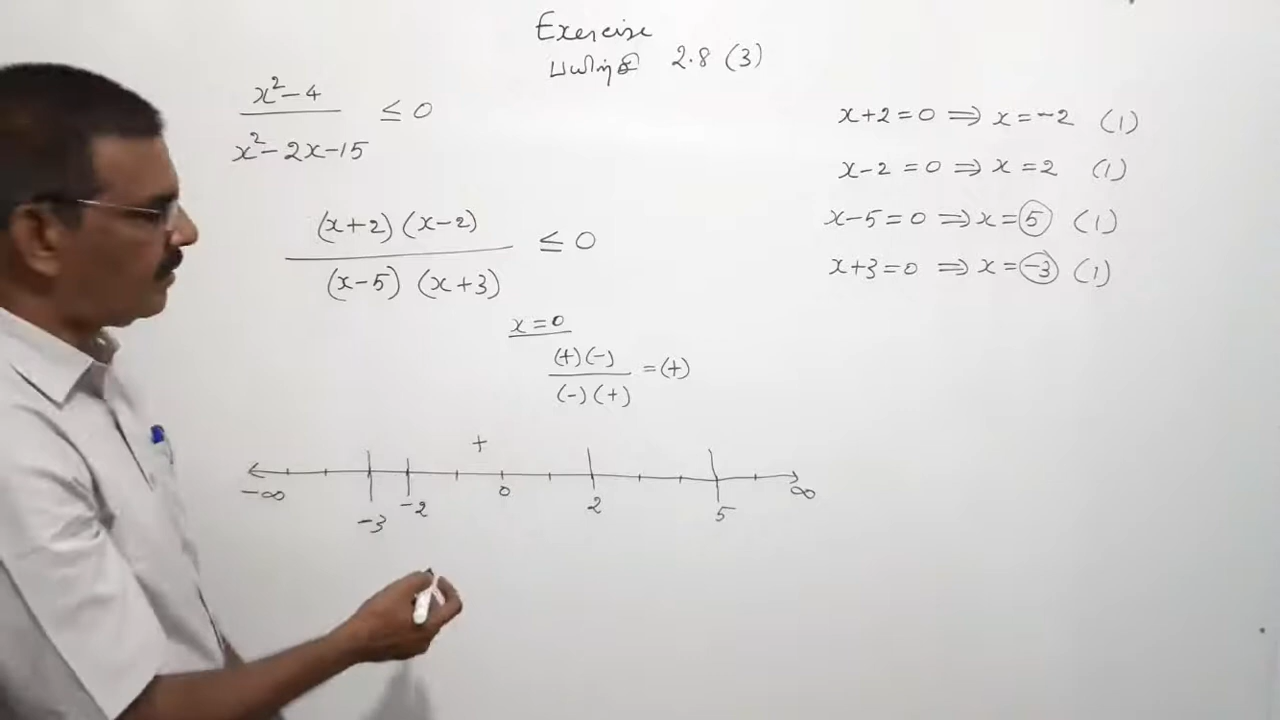 Exercise
பயிற்சி 2.8 (3)
x²-4 / x²-2x-15 ≤ 0
(x+2)(x-2) / (x-5)(x+3) ≤ 0
x=0
(+)(-) / (-)(+) = (+)
+
-∞ -3 -2 0 2 5 ∞
x+2=0 ⇒ x=-2 (1)
x-2=0 ⇒ x=2 (1)
x-5=0 ⇒ x=5 (1)
x+3=0 ⇒ x=-3 (1)